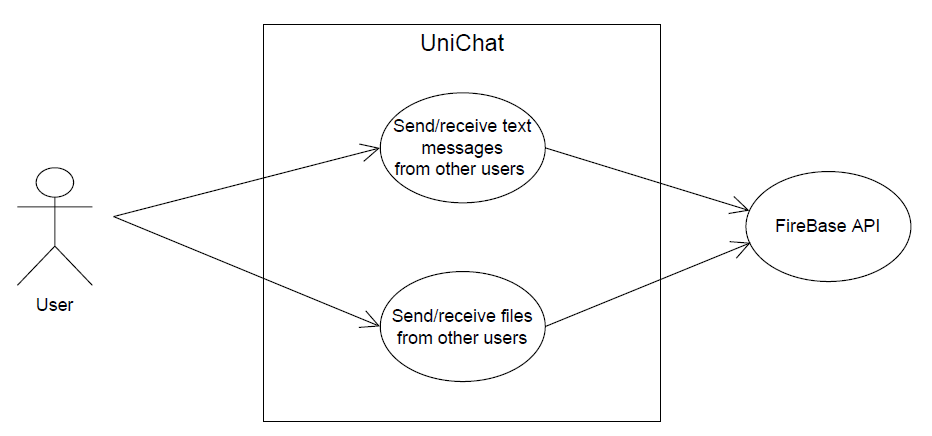 UniChat
Send/receive text
messages
from other users
FireBase API
User
Send/receive files
from other users